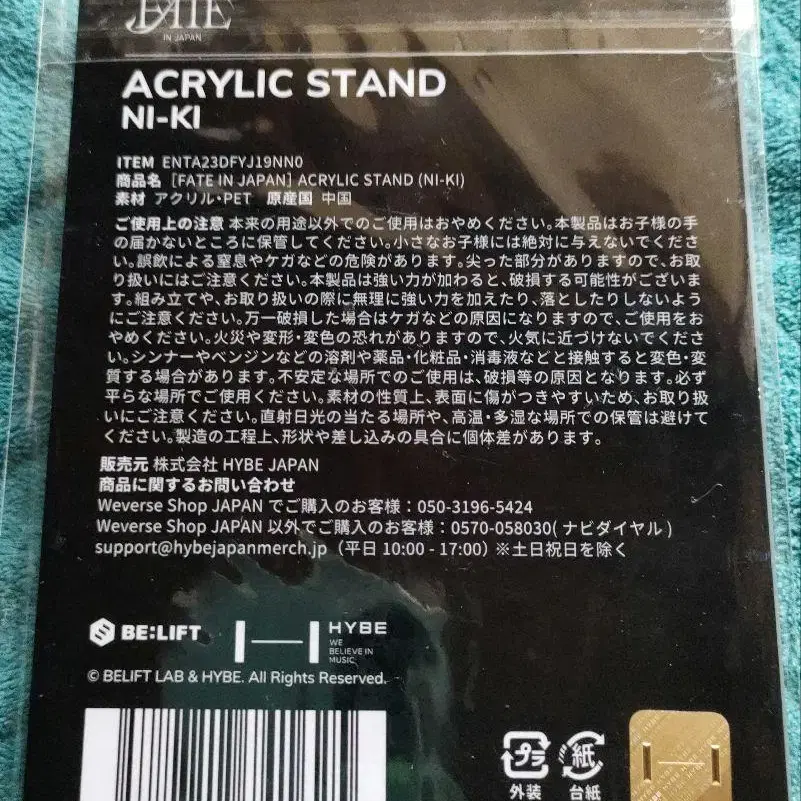 FATE
IN JAPAN
ACRYLIC STAND
NI-KI
ITEM ENTA23DFYJ19NN0
商品名 [FATE IN JAPAN] ACRYLIC STAND (NI-KI)
素材 アクリル・PET 原産国 中国
ご使用上の注意 本来の用途以外でのご使用はおやめください。本製品はお子様の手
の届かないところに保管してください。小さなお子様には絶対に与えないでくださ
い。誤飲による窒息やケガなどの危険があります。尖った部分がありますので、お取
り扱いにはご注意ください。本製品は強い力が加わると、破損する可能性がございま
す。組み立てや、お取り扱いの際に無理に強い力を加えたり、落としたりしないよう
にご注意ください。万一破損した場合はケガなどの原因になりますので、ご使用をお
やめください。火災や変形・変色の恐れがありますので、火気に近づけないでくださ
い。シンナーやベンジンなどの溶剤や薬品・化粧品・消毒液などと接触すると変色・変
質する場合があります。不安定な場所でのご使用は、破損等の原因となります。必ず
平らな場所でご使用ください。素材の性質上、表面に傷がつきやすいため、お取り扱
いにご注意ください。直射日光の当たる場所や、高温・多湿な場所での保管は避けて
ください。製造の工程上、形状や差し込みの具合に個体差があります。
販売元 株式会社 HYBE JAPAN
商品に関するお問い合わせ
Weverse Shop JAPAN でご購入のお客様：050-3196-5424
Weverse Shop JAPAN 以外でご購入のお客様：0570-058030(ナビダイヤル)
support@hybejapanmerch.jp（平日 10:00 - 17:00）※土日祝日を除く
BE:LIFT
HYBE
WE
BELIEVE IN
MUSIC
© BELIFT LAB & HYBE. All Rights Reserved.
プラ
紙
外装
台紙